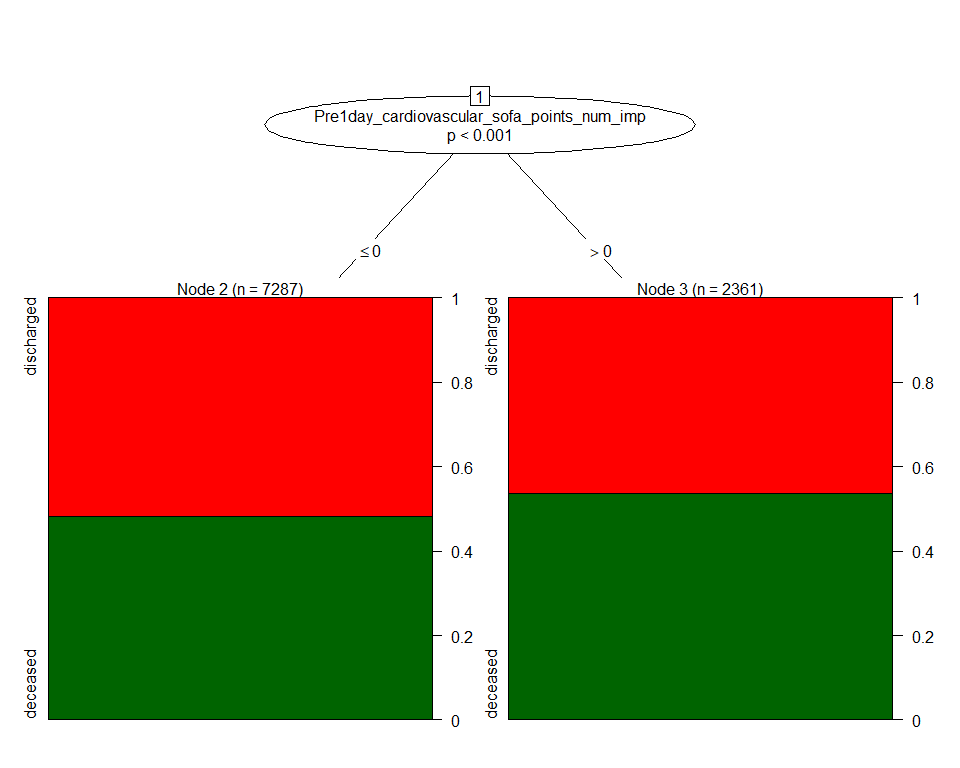 1
Pre1day_cardiovascular_sofa_points_num_imp
p < 0.001
≤ 0
> 0
Node 2 (n = 7287)
discharged
deceased
1
0.8
0.6
0.4
0.2
0
Node 3 (n = 2361)
discharged
deceased
1
0.8
0.6
0.4
0.2
0